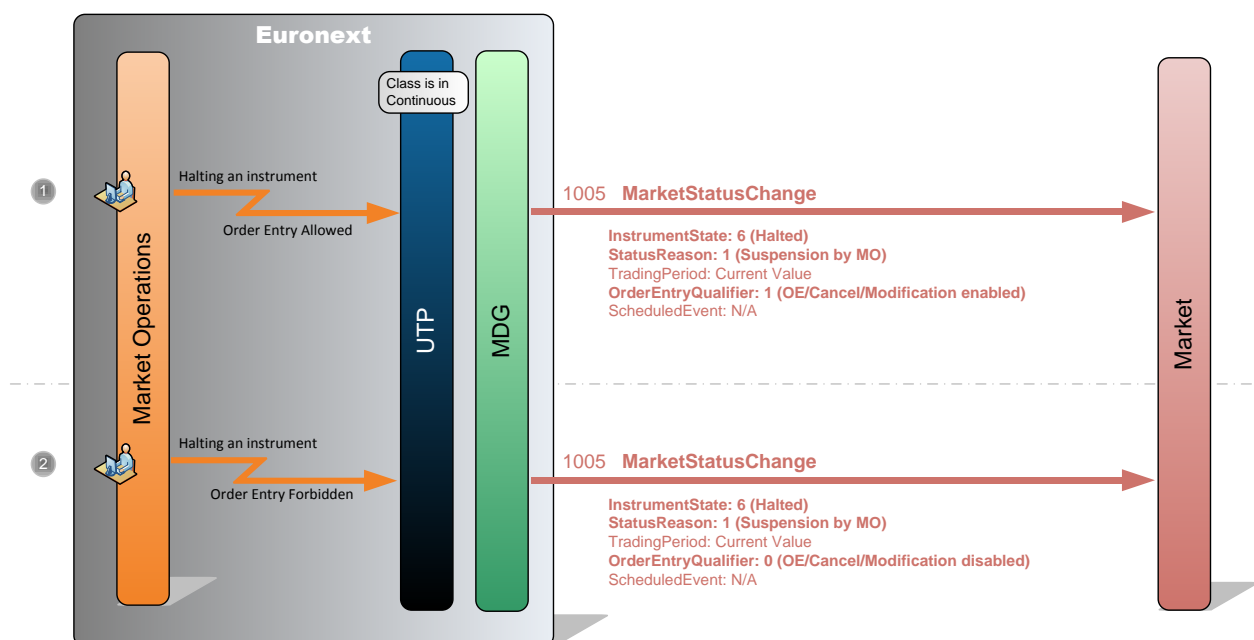 Euronext
Class is in
Continuous
Market Operations
UTP
MDG
Market
1
Halting an instrument
Order Entry Allowed
1005 MarketStatusChange
InstrumentState: 6 (Halted)
StatusReason: 1 (Suspension by MO)
TradingPeriod: Current Value
OrderEntryQualifier: 1 (OE/Cancel/Modification enabled)
ScheduledEvent: N/A
2
Halting an instrument
Order Entry Forbidden
1005 MarketStatusChange
InstrumentState: 6 (Halted)
StatusReason: 1 (Suspension by MO)
TradingPeriod: Current Value
OrderEntryQualifier: 0 (OE/Cancel/Modification disabled)
ScheduledEvent: N/A